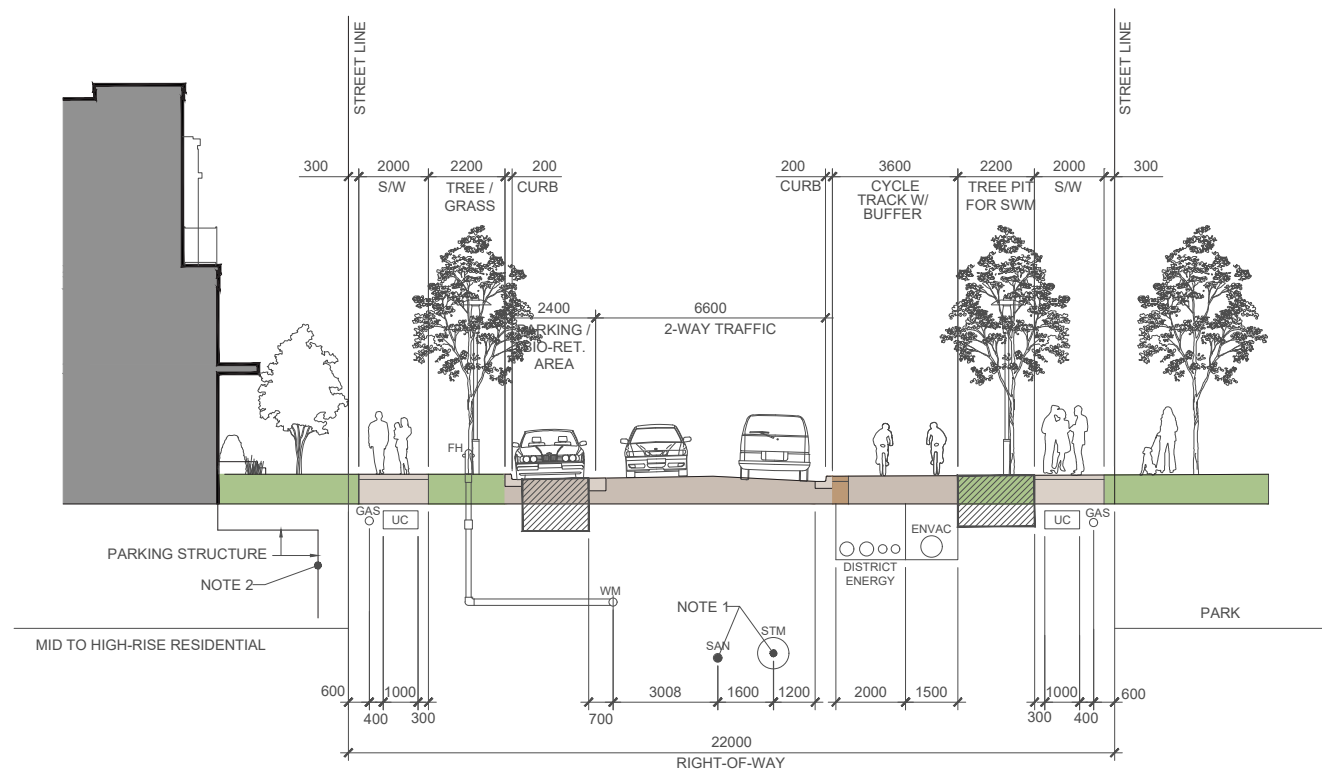 STREET LINE
STREET LINE
300
2000
2200
200
200
3600
2200
2000
300
S/W
TREE /
GRASS
CURB
CURB
CYCLE
TRACK W/
BUFFER
TREE PIT
FOR SWM
S/W
2400
6600
PARKING /
BIO-RET.
AREA
2-WAY TRAFFIC
FH
GAS
UC
ENVAC
UC
GAS
PARKING STRUCTURE
DISTRICT
ENERGY
NOTE 2
WM
NOTE 1
PARK
STM
SAN
MID TO HIGH-RISE RESIDENTIAL
600
1000
3008
1600
1200
2000
1500
1000
600
400
300
700
300
400
22000
RIGHT-OF-WAY